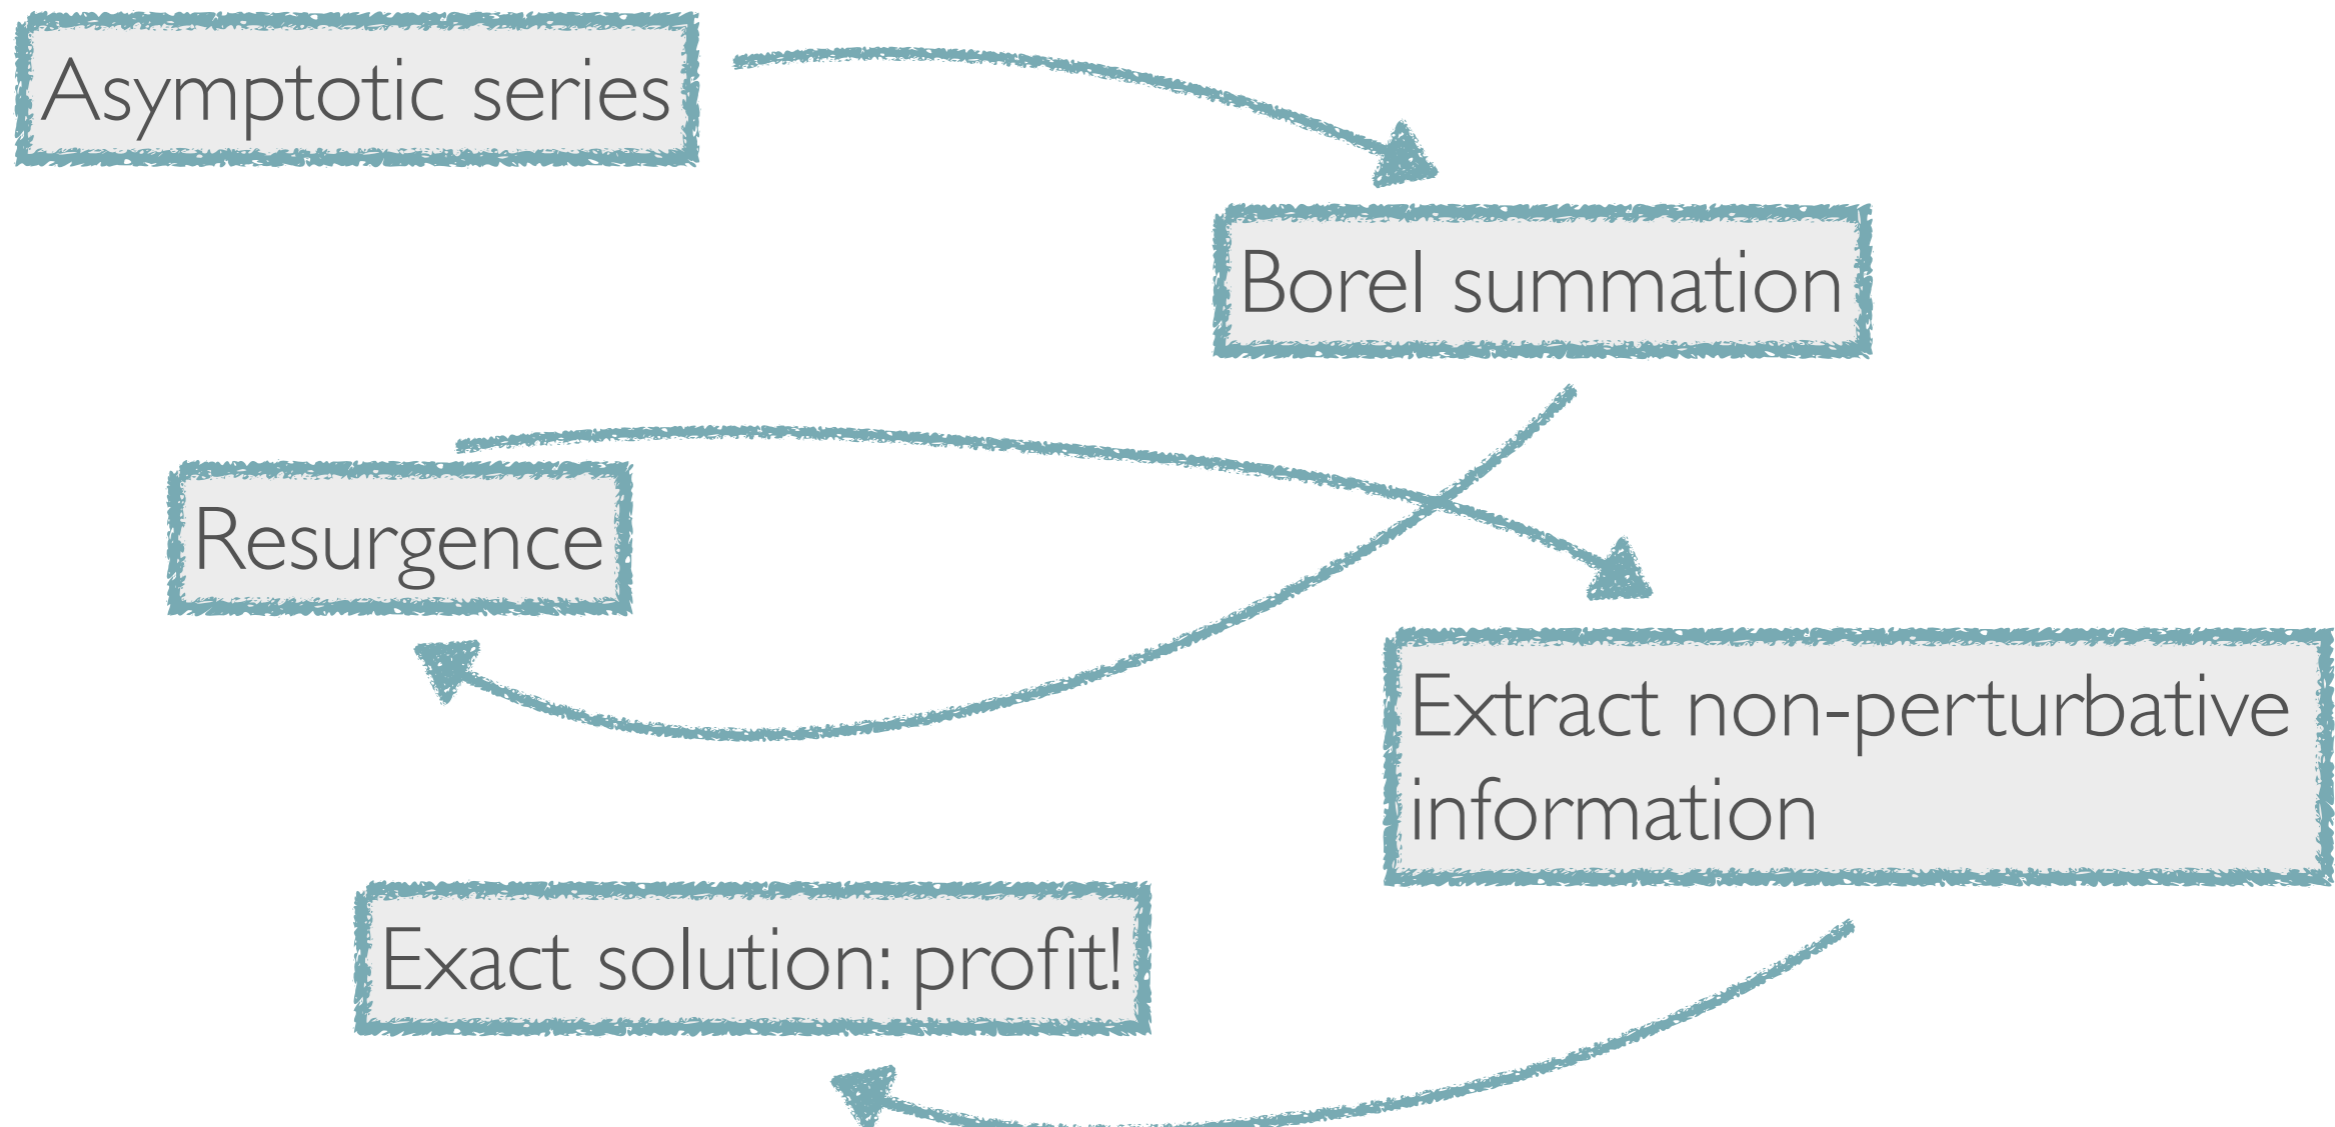 Asymptotic series
Borel summation
Resurgence
Extract non-perturbative
information
Exact solution: profit!